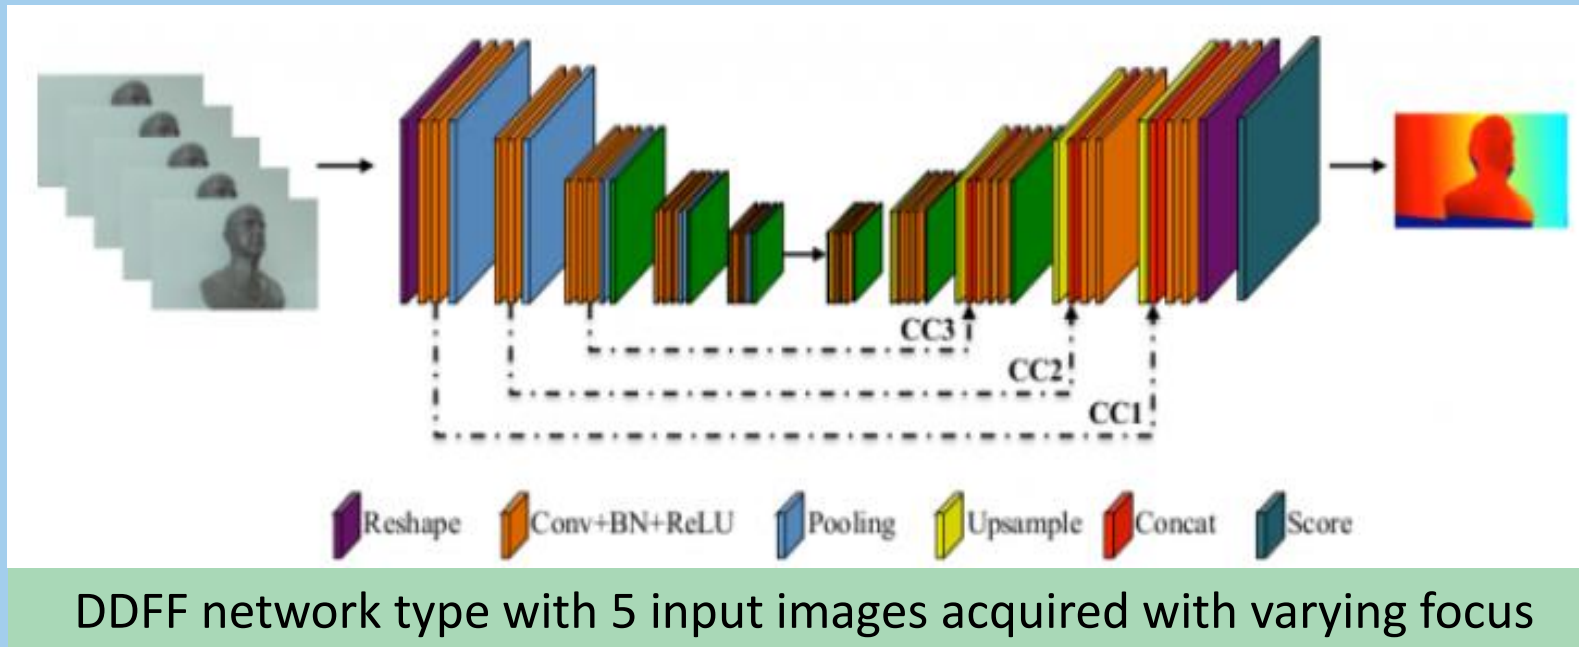 CC3
CC2
CC1
Reshape Conv+BN+ReLU Pooling Upsample Concat Score
DDFF network type with 5 input images acquired with varying focus